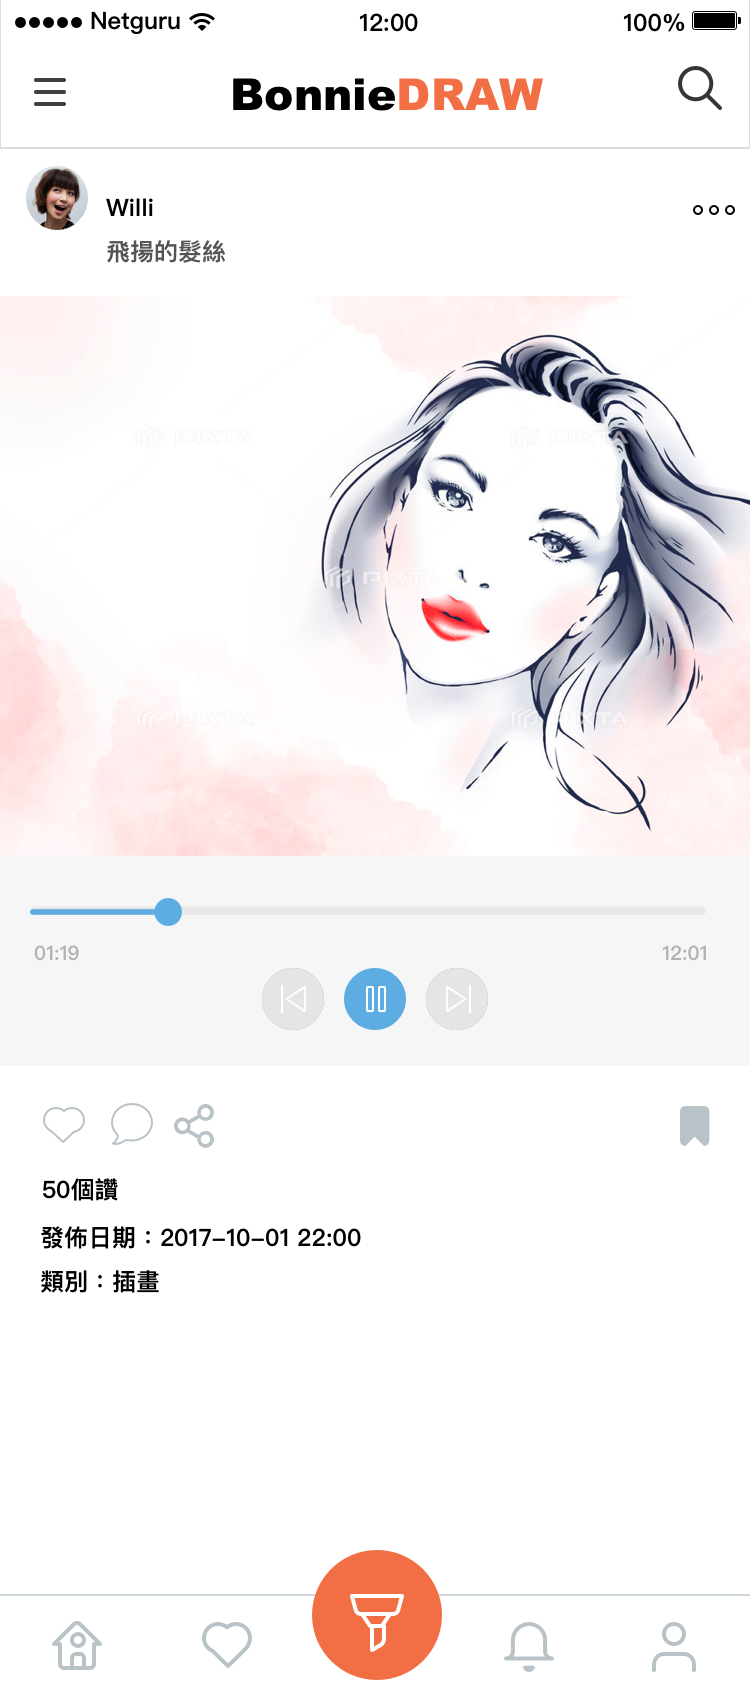 Netguru 12:00 100%
BonnieDRAW
Willi
飛揚的髮絲
PIXTA PIXTA
PIXTA
PIXTA PIXTA
01:19 12:01
50個讚
發佈日期：2017-10-01 22:00
類別：插畫